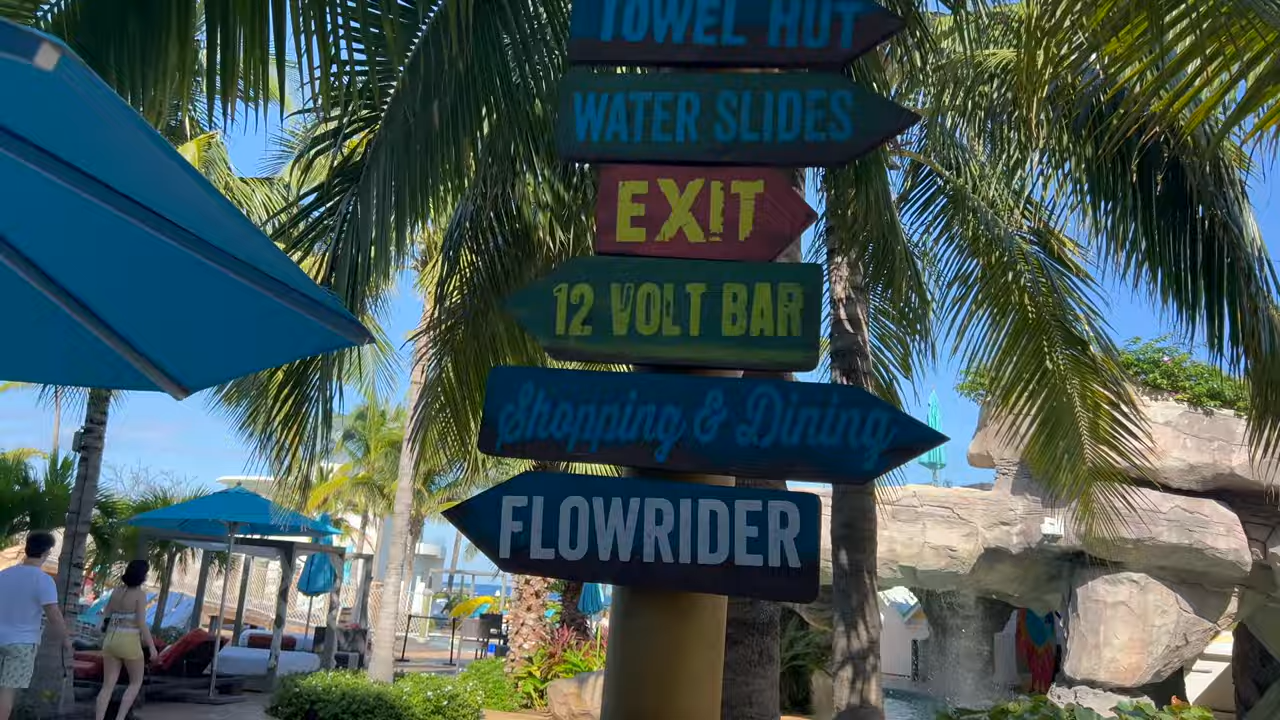 TOWEL HUT
WATER SLIDES
EXIT
12 VOLT BAR
Shopping & Dining
FLOWRIDER